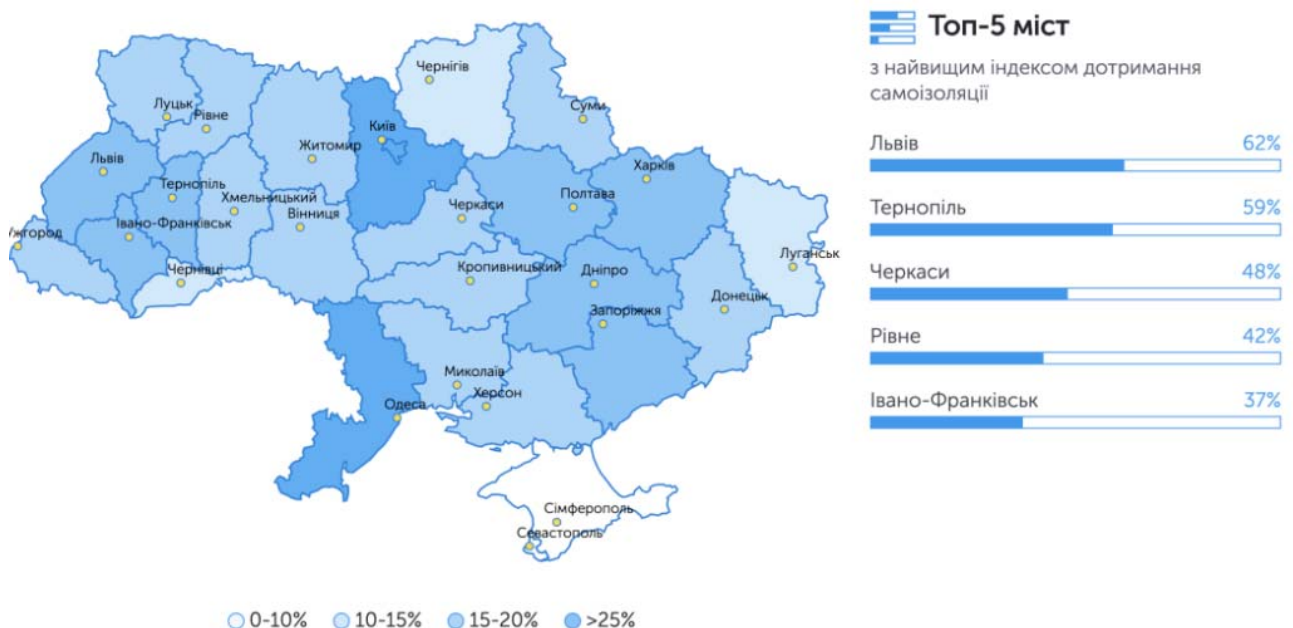 Топ-5 міст
з найвищим індексом дотримання
самоізоляції
Львів 62%
Тернопіль 59%
Черкаси 48%
Рівне 42%
Івано-Франківськ 37%
Чернігів
Луцьк
Рівне
Суми
Київ
Житомир
Львів
Харків
Тернопіль
Хмельницький
Полтава
Черкаси
Вінниця
Івано-Франківськ
Луганськ
Чернівці
Кропивницький
Дніпро
Донецьк
Запоріжжя
Миколаїв
Херсон
Одеса
Сімферополь
Севастополь
0-10% 10-15% 15-20% >25%